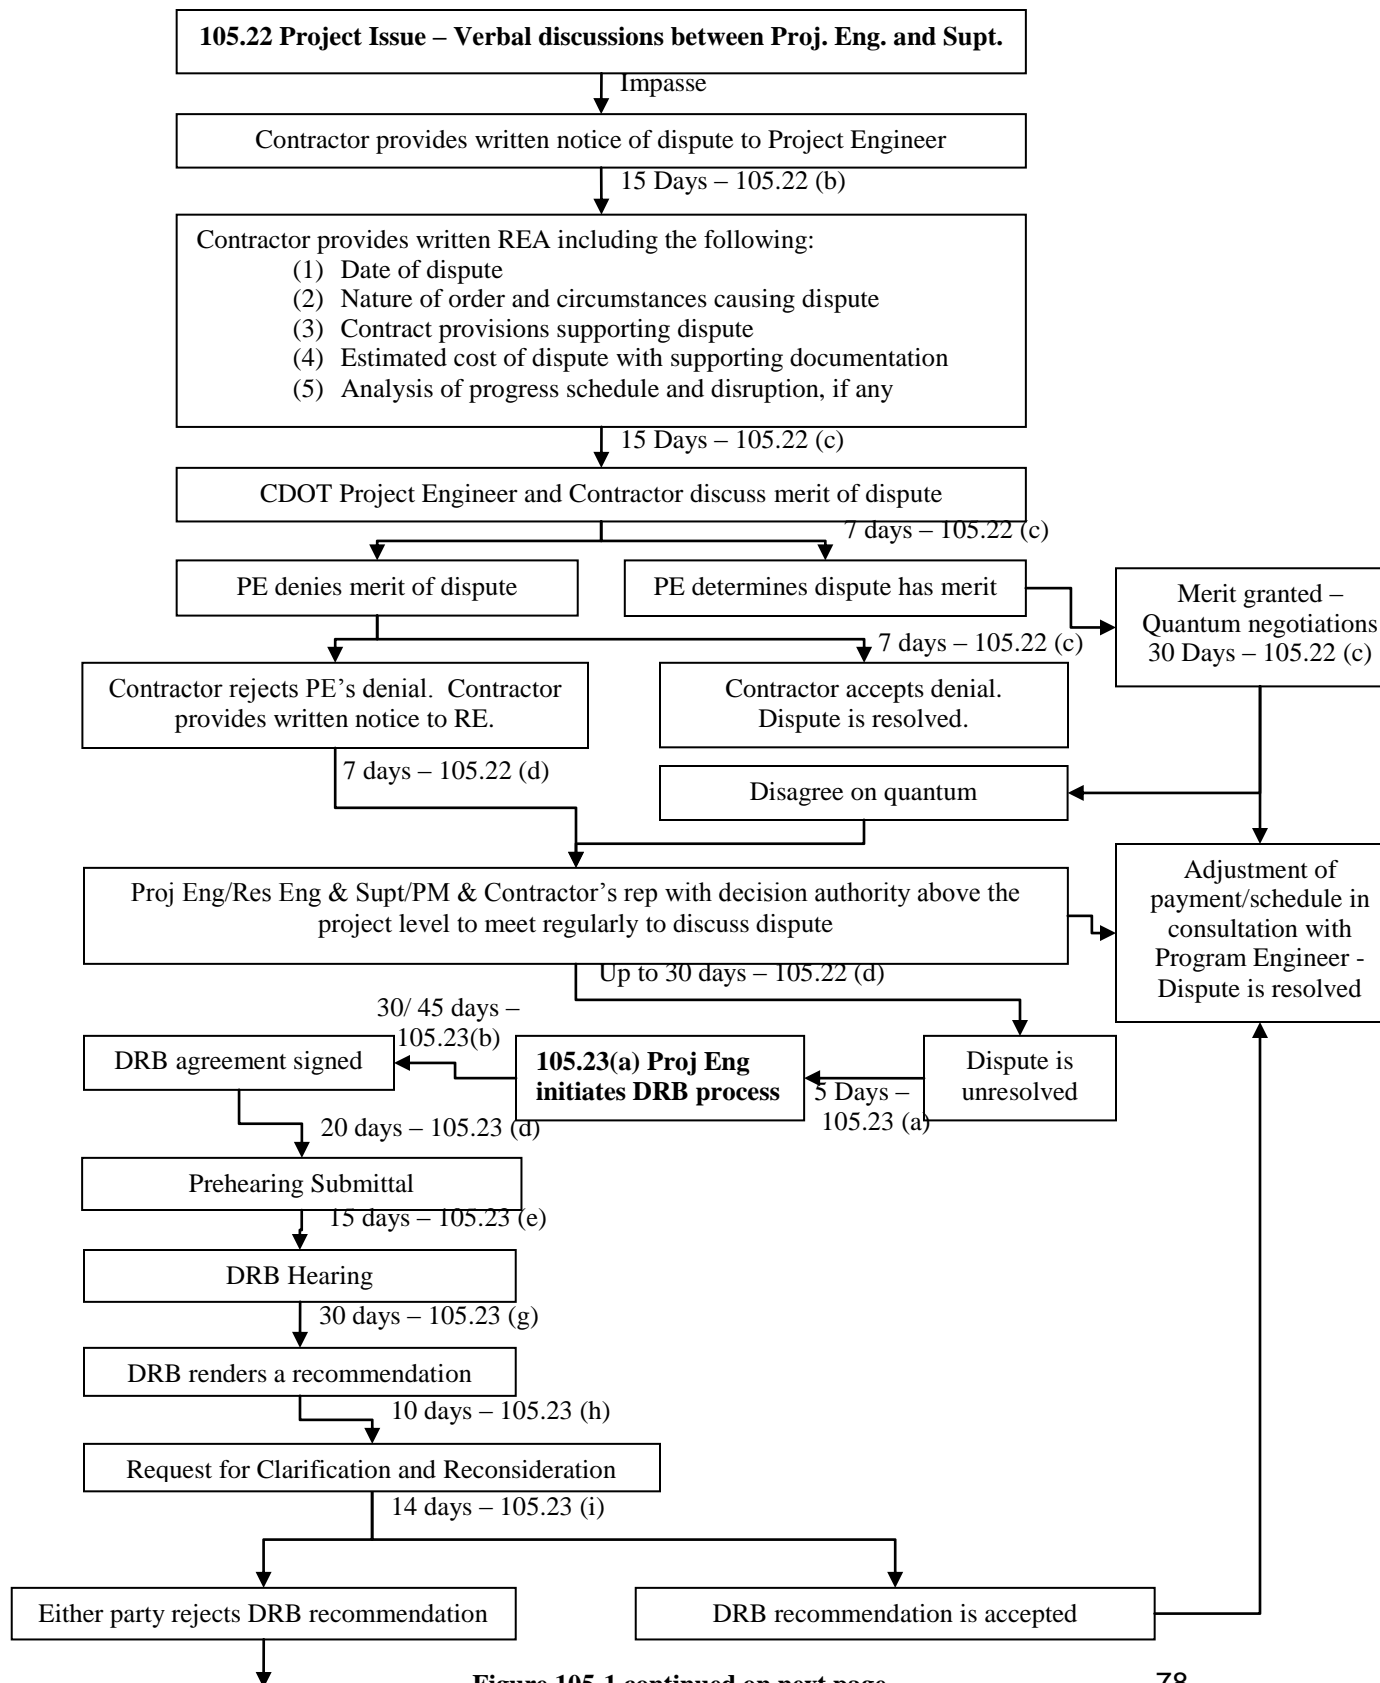 105.22 Project Issue – Verbal discussions between Proj. Eng. and Supt.
Impasse
Contractor provides written notice of dispute to Project Engineer
15 Days – 105.22 (b)
Contractor provides written REA including the following:
(1) Date of dispute
(2) Nature of order and circumstances causing dispute
(3) Contract provisions supporting dispute
(4) Estimated cost of dispute with supporting documentation
(5) Analysis of progress schedule and disruption, if any
15 Days – 105.22 (c)
CDOT Project Engineer and Contractor discuss merit of dispute
7 days – 105.22 (c)
PE denies merit of dispute
PE determines dispute has merit
Merit granted –
Quantum negotiations
30 Days – 105.22 (c)
7 days – 105.22 (c)
Contractor rejects PE’s denial. Contractor
provides written notice to RE.
Contractor accepts denial.
Dispute is resolved.
7 days – 105.22 (d)
Disagree on quantum
Proj Eng/Res Eng & Supt/PM & Contractor’s rep with decision authority above the
project level to meet regularly to discuss dispute
Adjustment of
payment/schedule in
consultation with
Program Engineer -
Dispute is resolved
Up to 30 days – 105.22 (d)
30/ 45 days –
105.23(b)
DRB agreement signed
105.23(a) Proj Eng
initiates DRB process
5 Days –
105.23 (a)
Dispute is
unresolved
20 days – 105.23 (d)
Prehearing Submittal
15 days – 105.23 (e)
DRB Hearing
30 days – 105.23 (g)
DRB renders a recommendation
10 days – 105.23 (h)
Request for Clarification and Reconsideration
14 days – 105.23 (i)
Either party rejects DRB recommendation
DRB recommendation is accepted
Figure 105-1 continued on next page
78